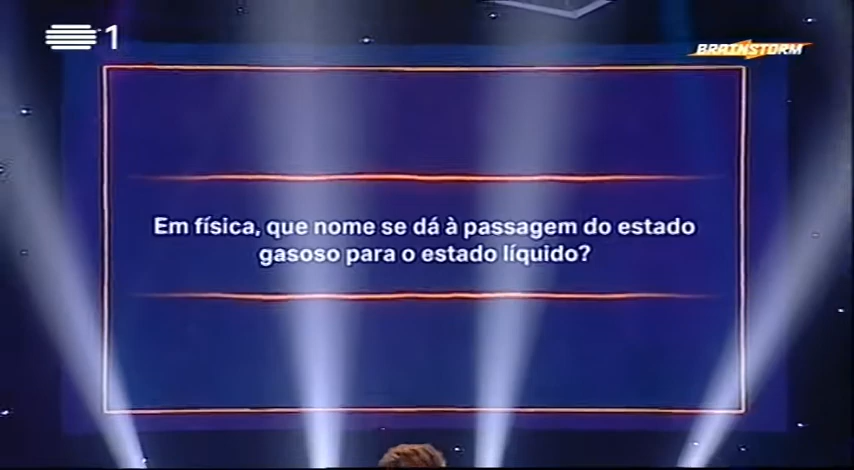 1
BRAINSTORM
Em física, que nome se dá à passagem do estado
gasoso para o estado líquido?